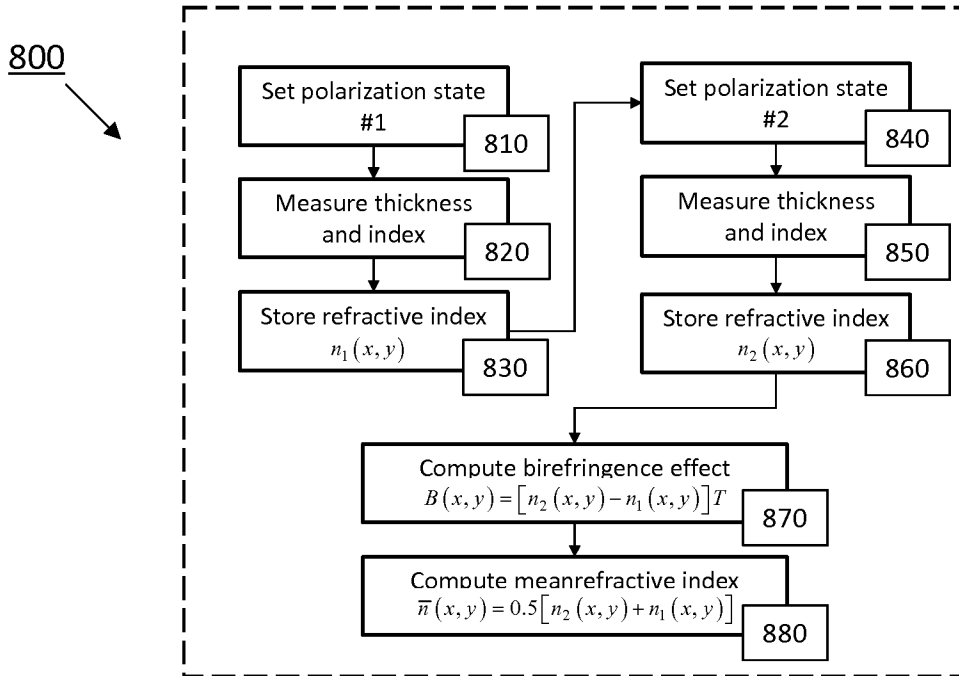 800
Set polarization state
#1
810
Measure thickness
and index
820
Store refractive index
n₁(x, y)
830
Set polarization state
#2
840
Measure thickness
and index
850
Store refractive index
n₂(x, y)
860
Compute birefringence effect
B(x, y) = [n₂(x, y) − n₁(x, y)]T
870
Compute meanrefractive index
n̅(x, y) = 0.5[n₂(x, y) + n₁(x, y)]
880